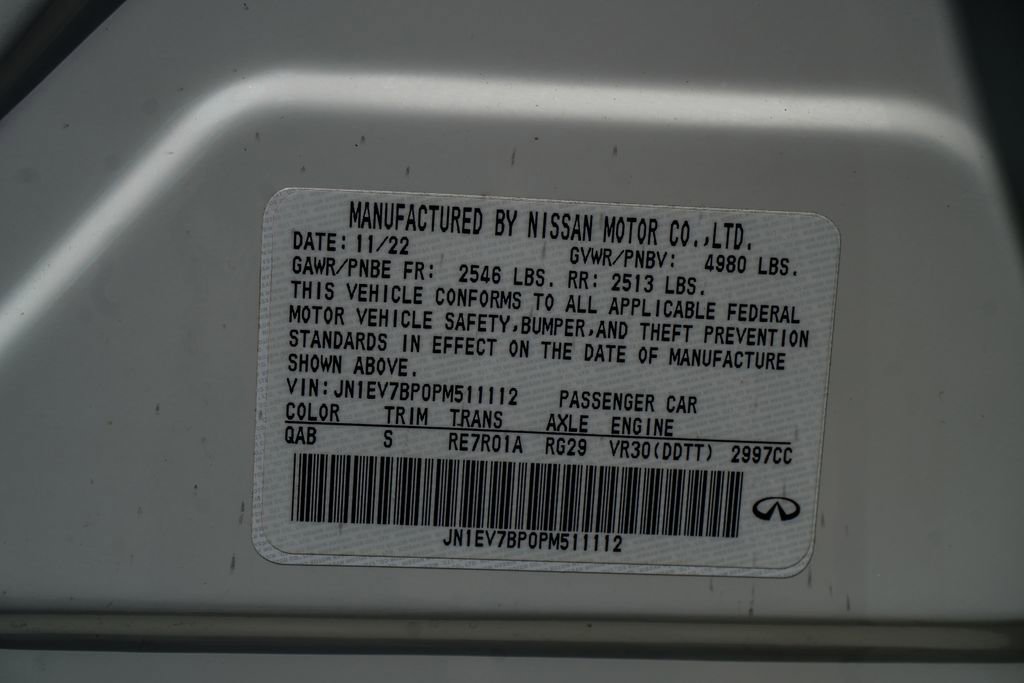 MANUFACTURED BY NISSAN MOTOR CO.,LTD.
DATE: 11/22 GVWR/PNBV: 4980 LBS.
GAWR/PNBE FR: 2546 LBS. RR: 2513 LBS.
THIS VEHICLE CONFORMS TO ALL APPLICABLE FEDERAL
MOTOR VEHICLE SAFETY,BUMPER,AND THEFT PREVENTION
STANDARDS IN EFFECT ON THE DATE OF MANUFACTURE
SHOWN ABOVE.
VIN:JN1EV7BP0PM511112 PASSENGER CAR
COLOR TRIM TRANS AXLE ENGINE
QAB S RE7R01A RG29 VR30(DDTT) 2997CC
JN1EV7BP0PM511112